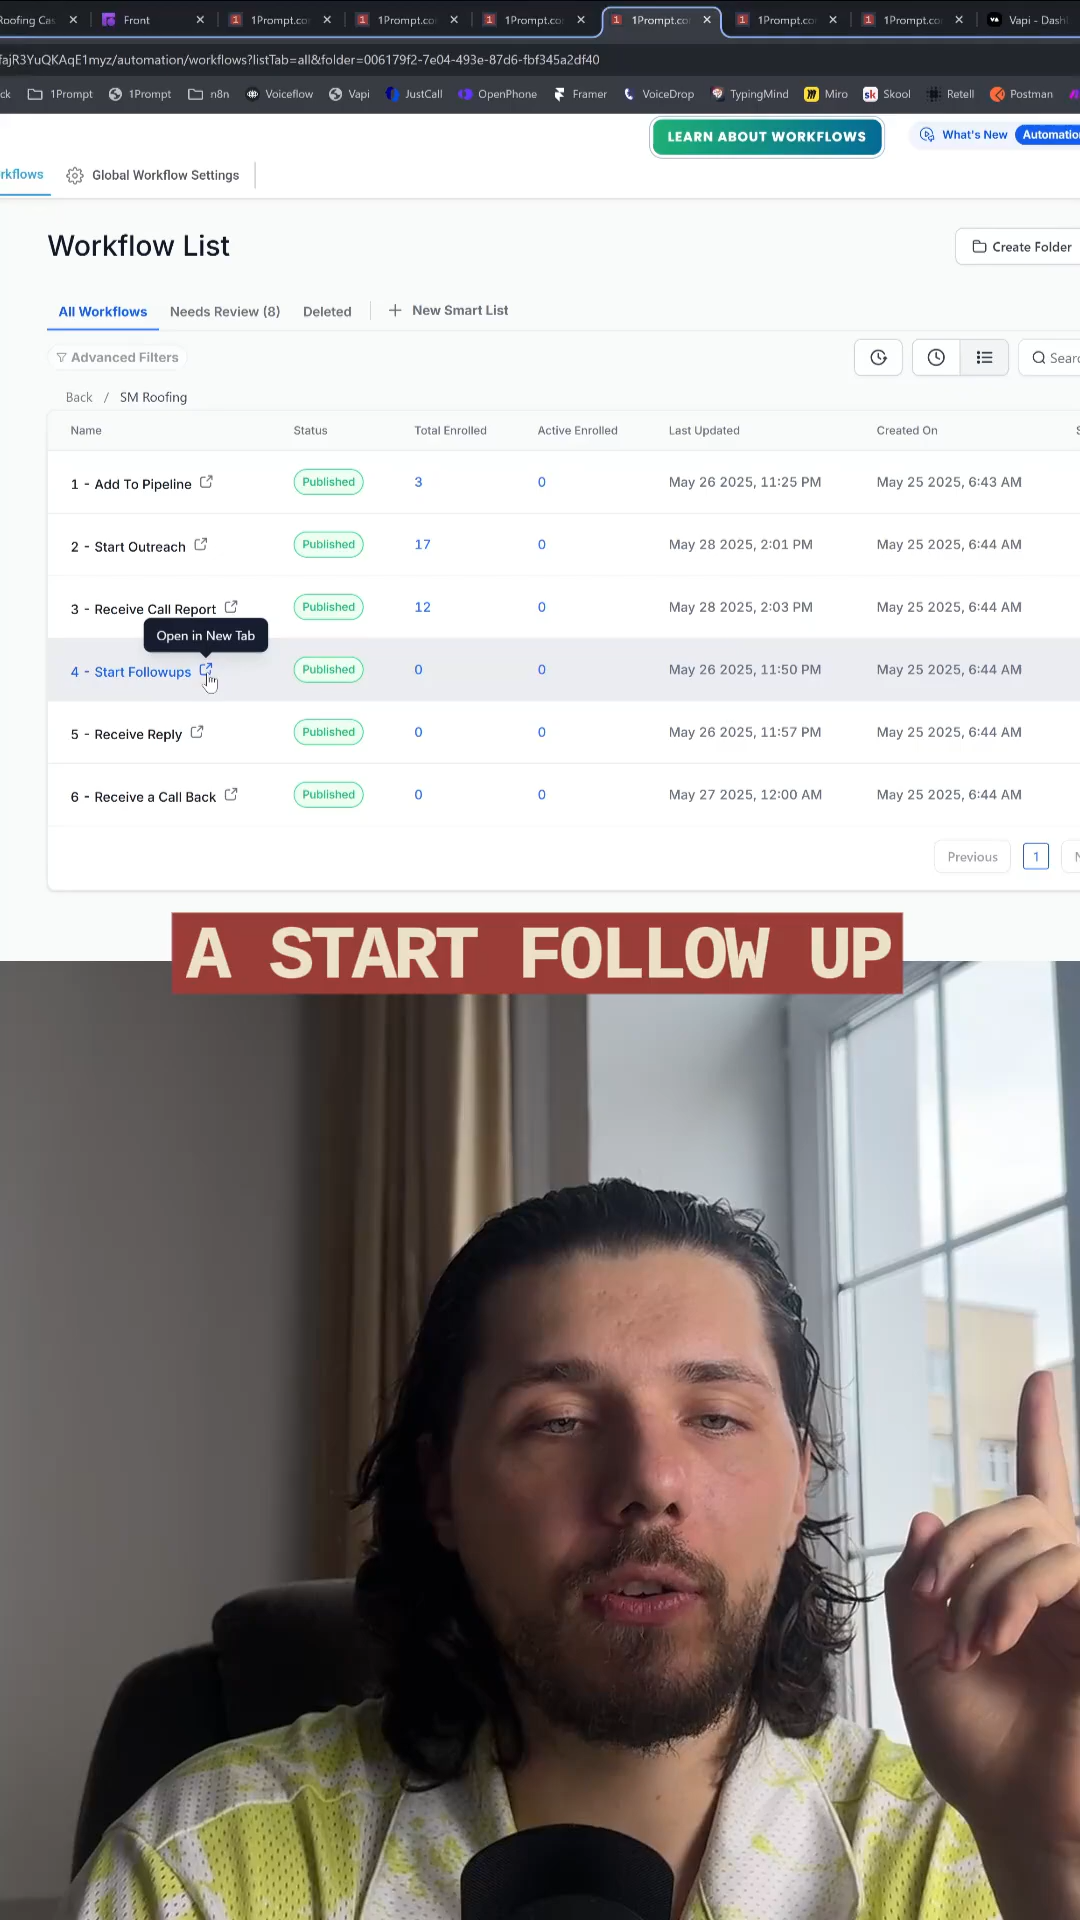 Roofing Ca
Front
1Prompt.co
1Prompt.co
1Prompt.co
1Prompt.co
1Prompt.co
1Prompt.co
Vapi - Dash
ajR3YuQKAqE1myz/automation/workflows?listTab=all&folder=006179f2-7e04-493e-87d6-fbf345a2df40
ck
1Prompt
1Prompt
n8n
Voiceflow
Vapi
JustCall
OpenPhone
Framer
VoiceDrop
TypingMind
Miro
Skool
Retell
Postman
LEARN ABOUT WORKFLOWS
What's New
Automatio
rkflows
Global Workflow Settings
Workflow List
Create Folder
All Workflows
Needs Review (8)
Deleted
+ New Smart List
Advanced Filters
Searc
Back / SM Roofing
Name Status Total Enrolled Active Enrolled Last Updated Created On S
1 - Add To Pipeline Published 3 0 May 26 2025, 11:25 PM May 25 2025, 6:43 AM
2 - Start Outreach Published 17 0 May 28 2025, 2:01 PM May 25 2025, 6:44 AM
3 - Receive Call Report Published 12 0 May 28 2025, 2:03 PM May 25 2025, 6:44 AM
Open in New Tab
4 - Start Followups Published 0 0 May 26 2025, 11:50 PM May 25 2025, 6:44 AM
5 - Receive Reply Published 0 0 May 26 2025, 11:57 PM May 25 2025, 6:44 AM
6 - Receive a Call Back Published 0 0 May 27 2025, 12:00 AM May 25 2025, 6:44 AM
Previous 1 N
A START FOLLOW UP